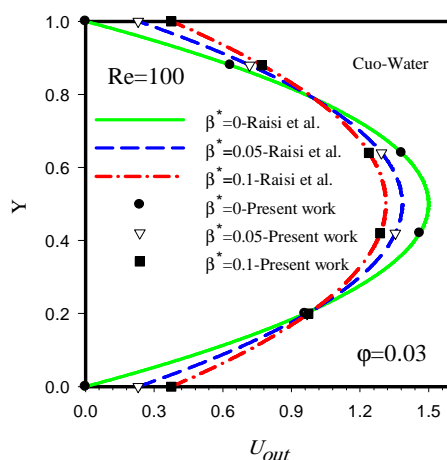 1.0
Cuo-Water
Re=100
0.8
β*=0-Raisi et al.
β*=0.05-Raisi et al.
0.6
β*=0.1-Raisi et al.
Y
β*=0-Present work
β*=0.05-Present work
0.4
β*=0.1-Present work
0.2
φ=0.03
0.0
0.0 0.3 0.6 0.9 1.2 1.5
U_out